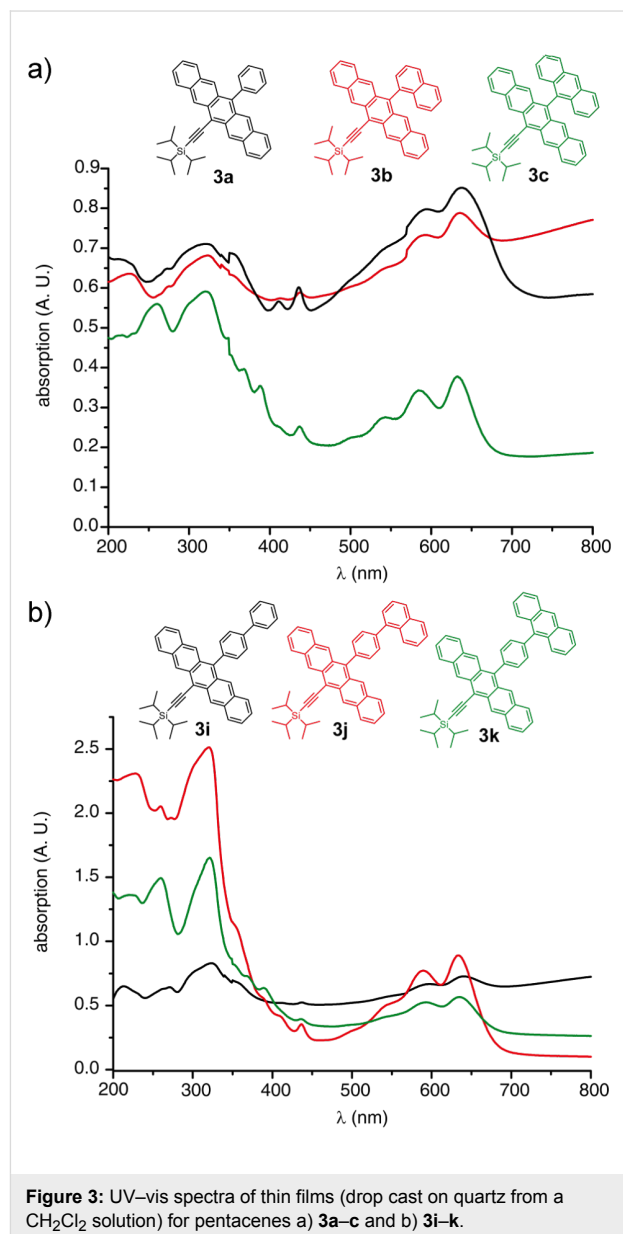 a)
Si
3a
Si
3b
Si
3c
0.9
0.8
0.7
0.6
0.5
0.4
0.3
0.2
0.1
0.0
absorption (A. U.)
200 300 400 500 600 700 800
λ (nm)
b)
Si
3i
Si
3j
Si
3k
2.5
2.0
1.5
1.0
0.5
0.0
absorption (A. U.)
200 300 400 500 600 700 800
λ (nm)
Figure 3: UV–vis spectra of thin films (drop cast on quartz from a
CH₂Cl₂ solution) for pentacenes a) 3a–c and b) 3i–k.